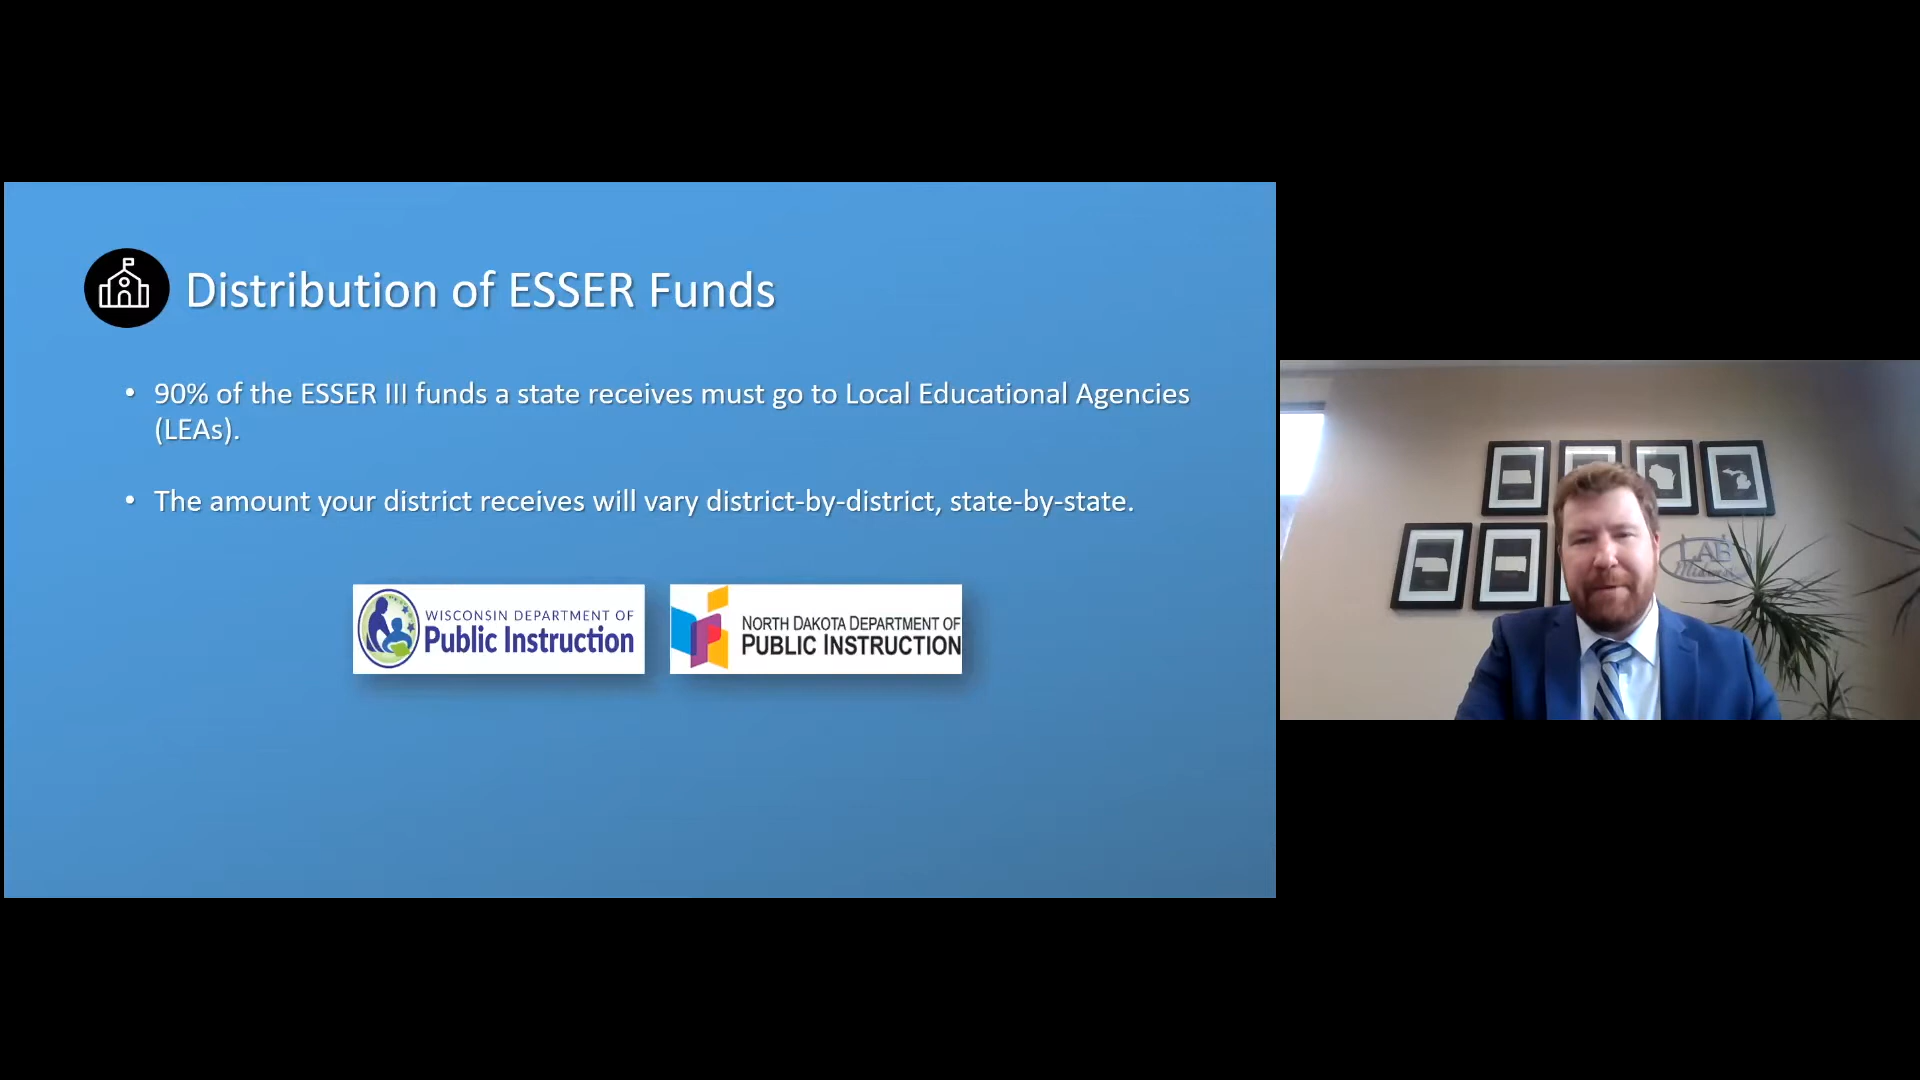 Distribution of ESSER Funds
• 90% of the ESSER III funds a state receives must go to Local Educational Agencies
(LEAs).
• The amount your district receives will vary district-by-district, state-by-state.
WISCONSIN DEPARTMENT OF
Public Instruction
NORTH DAKOTA DEPARTMENT OF
PUBLIC INSTRUCTION
LAB
Midwest